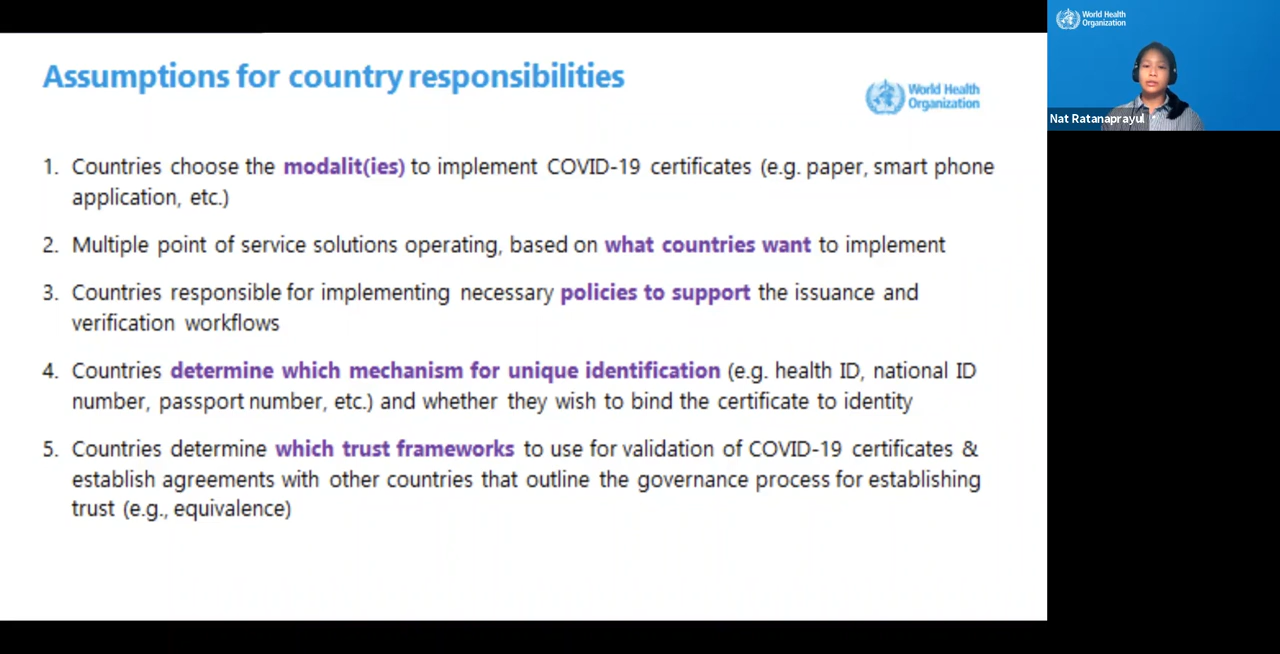 Assumptions for country responsibilities
World Health
Organization
1. Countries choose the modalit(ies) to implement COVID-19 certificates (e.g. paper, smart phone
application, etc.)
2. Multiple point of service solutions operating, based on what countries want to implement
3. Countries responsible for implementing necessary policies to support the issuance and
verification workflows
4. Countries determine which mechanism for unique identification (e.g. health ID, national ID
number, passport number, etc.) and whether they wish to bind the certificate to identity
5. Countries determine which trust frameworks to use for validation of COVID-19 certificates &
establish agreements with other countries that outline the governance process for establishing
trust (e.g., equivalence)
World Health
Organization
Nat Ratanaprayul